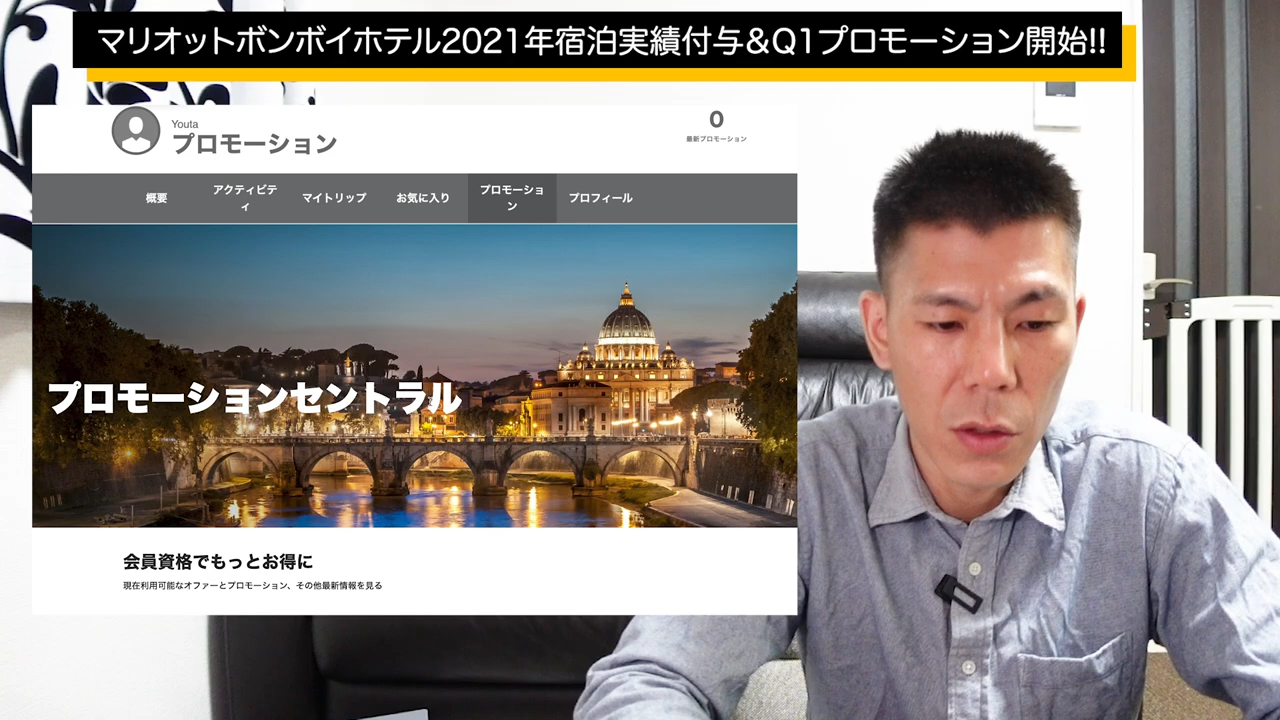 マリオットボンボイホテル2021年宿泊実績付与&Q1プロモーション開始!!
Youta
プロモーション
0
最新プロモーション
概要
アクティビテ
ィ
マイトリップ
お気に入り
プロモーショ
ン
プロフィール
プロモーションセントラル
会員資格でもっとお得に
現在利用可能なオファーとプロモーション、その他最新情報を見る